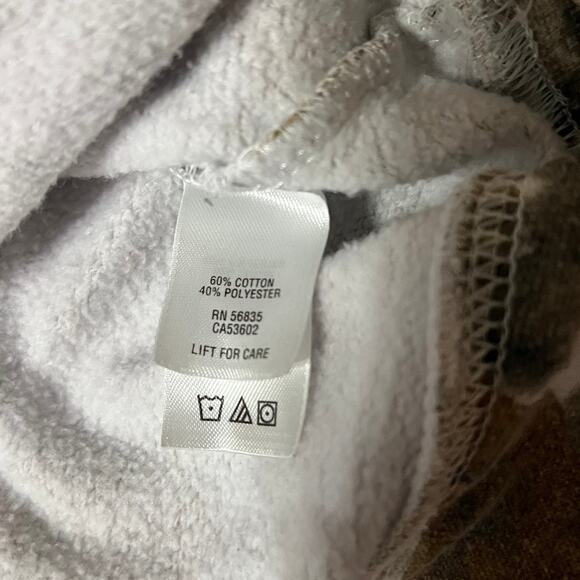 60% COTTON
40% POLYESTER
RN 56835
CA53602
LIFT FOR CARE